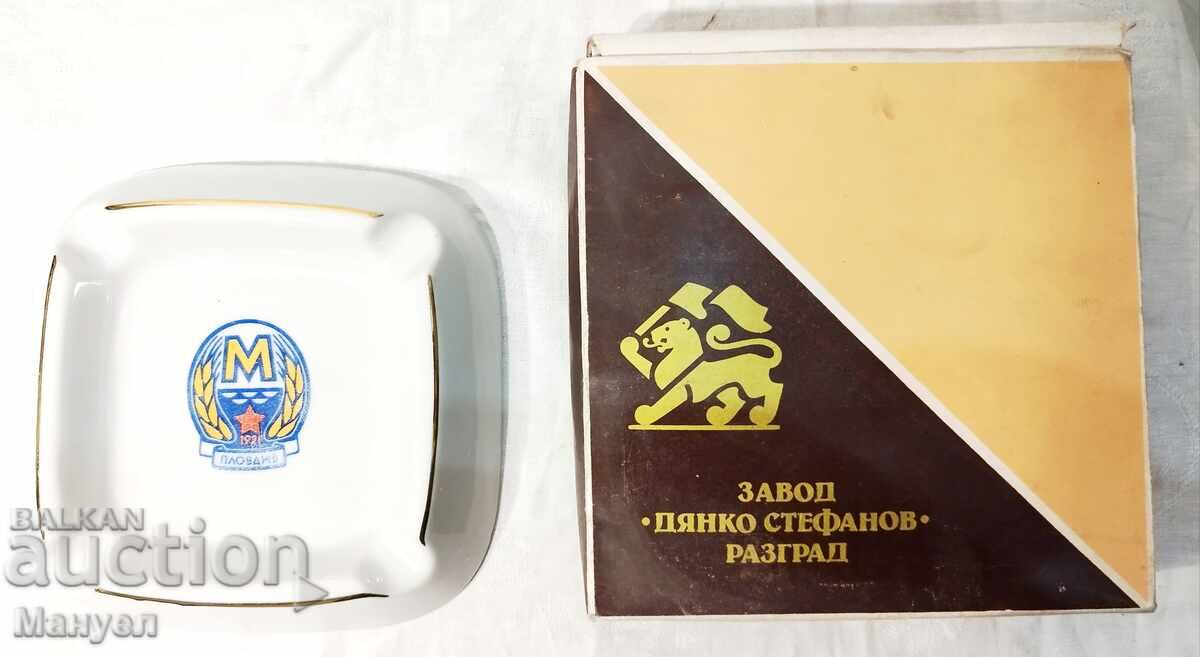 М
192
ПЛОВДИВ
ЗАВОД
·ДЯНКО СТЕФАНОВ·
РАЗГРАД
BALKAN
auction
Мануел